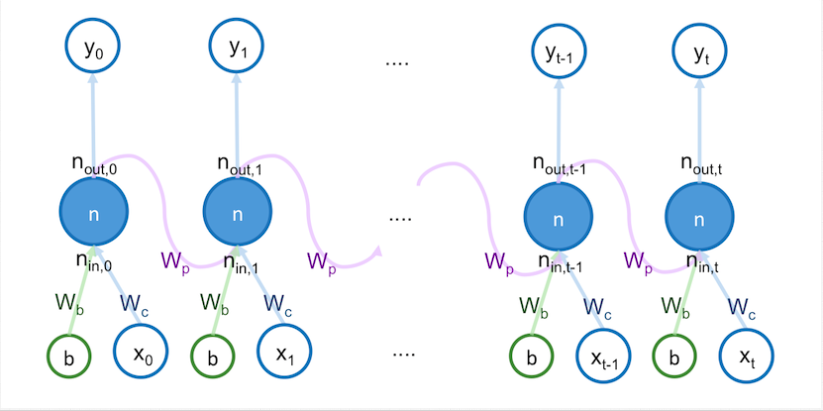 y0 y1 .... yt-1 yt
nout,0 nout,1 nout,t-1 nout,t
n n .... n n
nin,0 Wp nin,1 Wp Wp nin,t-1 Wp nin,t
Wb Wc Wb Wc Wb Wc Wb Wc
b x0 b x1 .... b xt-1 b xt